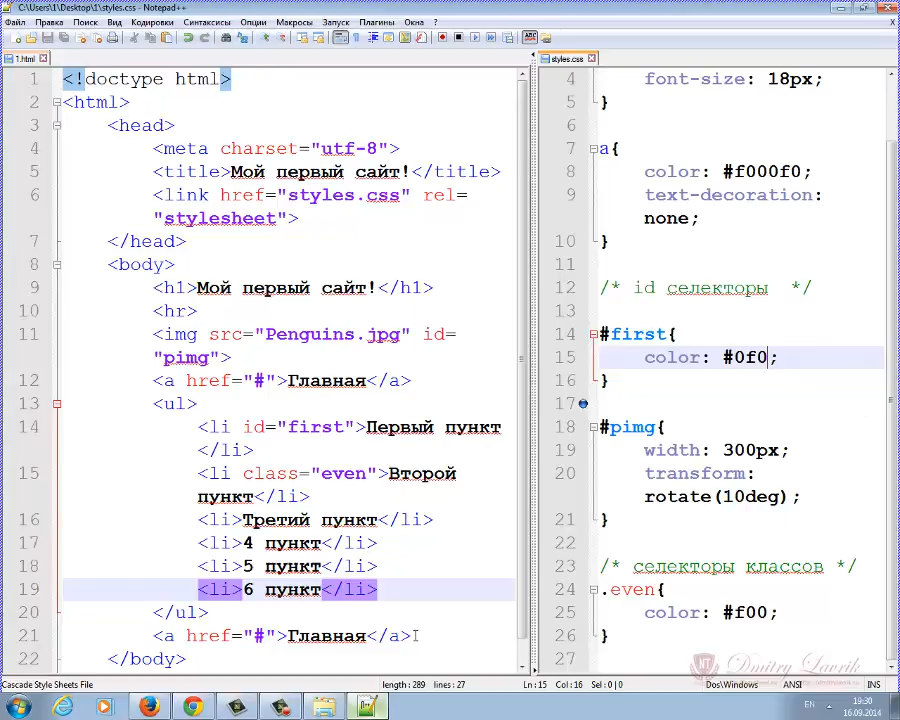 C:\Users\1\Desktop\1\styles.css - Notepad++
Файл Правка Поиск Вид Кодировки Синтаксисы Опции Макросы Запуск Плагины Окна ? X
1.html
styles.css
1 <!doctype html>
2 <html>
3 <head>
4 <meta charset="utf-8">
5 <title>Мой первый сайт!</title>
6 <link href="styles.css" rel=
"stylesheet">
7 </head>
8 <body>
9 <h1>Мой первый сайт!</h1>
10 <hr>
11 <img src="Penguins.jpg" id=
"pimg">
12 <a href="#">Главная</a>
13 <ul>
14 <li id="first">Первый пункт
</li>
15 <li class="even">Второй
пункт</li>
16 <li>Третий пункт</li>
17 <li>4 пункт</li>
18 <li>5 пункт</li>
19 <li>6 пункт</li>
20 </ul>
21 <a href="#">Главная</a>
22 </body>
4 font-size: 18px;
5 }
6
7 a{
8 color: #f000f0;
9 text-decoration:
none;
10 }
11
12 /* id селекторы */
13
14 #first{
15 color: #0f0;
16 }
17
18 #pimg{
19 width: 300px;
20 transform:
rotate(10deg);
21 }
22
23 /* селекторы классов */
24 .even{
25 color: #f00;
26 }
27
NT Dmitry Lavrik
Cascade Style Sheets File length : 289 lines : 27 Ln : 15 Col : 16 Sel : 0 | 0 Dos\Windows ANSI INS
EN 19:30
16.09.2014